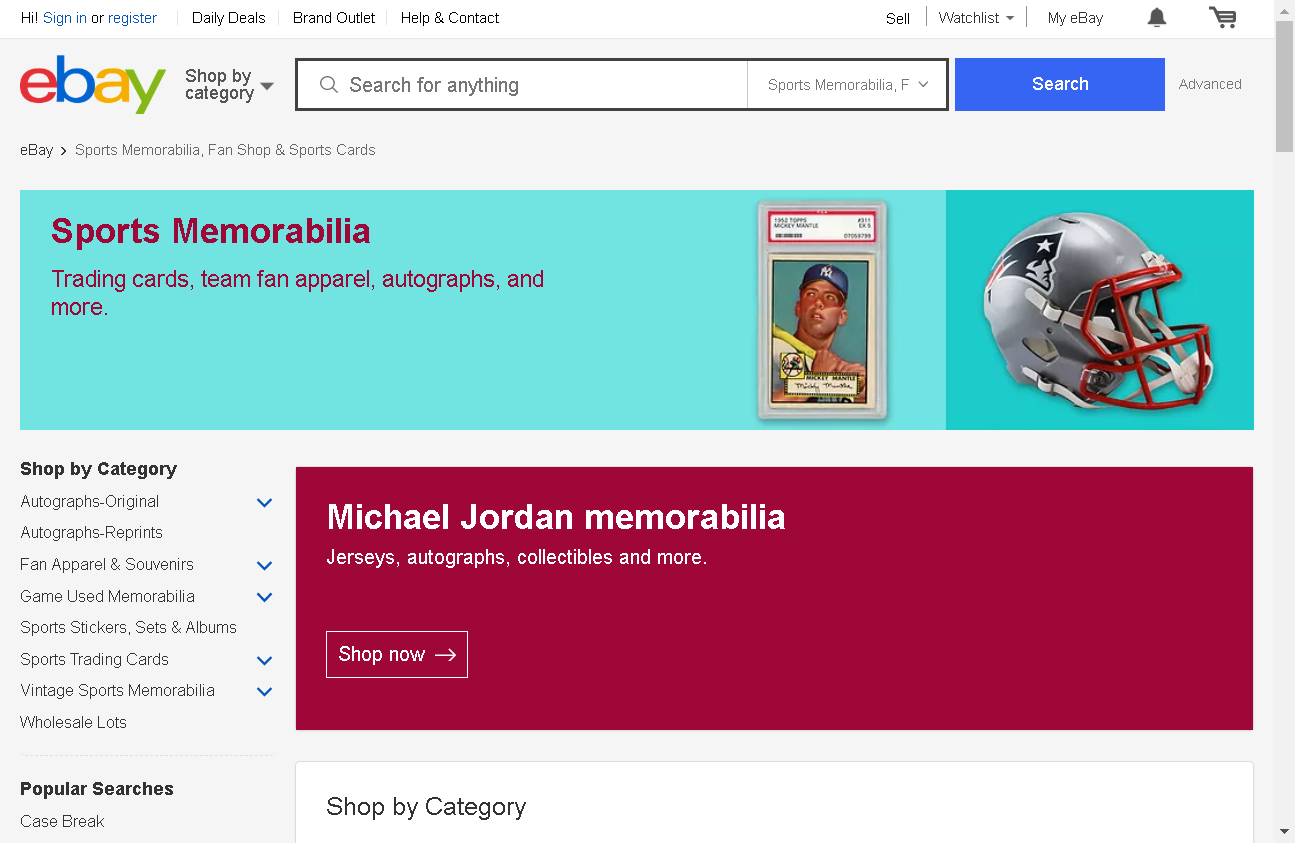 Hi! Sign in or register
Daily Deals
Brand Outlet
Help & Contact
Sell
Watchlist
My eBay
ebay
Shop by
category
Search for anything
Sports Memorabilia, F
Search
Advanced
eBay
Sports Memorabilia, Fan Shop & Sports Cards
Sports Memorabilia
Trading cards, team fan apparel, autographs, and
more.
1952 TOPPS #311
MICKEY MANTLE EX 5
07059799
MICKEY MANTLE
Mickey Mantle
Shop by Category
Autographs-Original
Autographs-Reprints
Fan Apparel & Souvenirs
Game Used Memorabilia
Sports Stickers, Sets & Albums
Sports Trading Cards
Vintage Sports Memorabilia
Wholesale Lots
Popular Searches
Case Break
Michael Jordan memorabilia
Jerseys, autographs, collectibles and more.
Shop now
Shop by Category